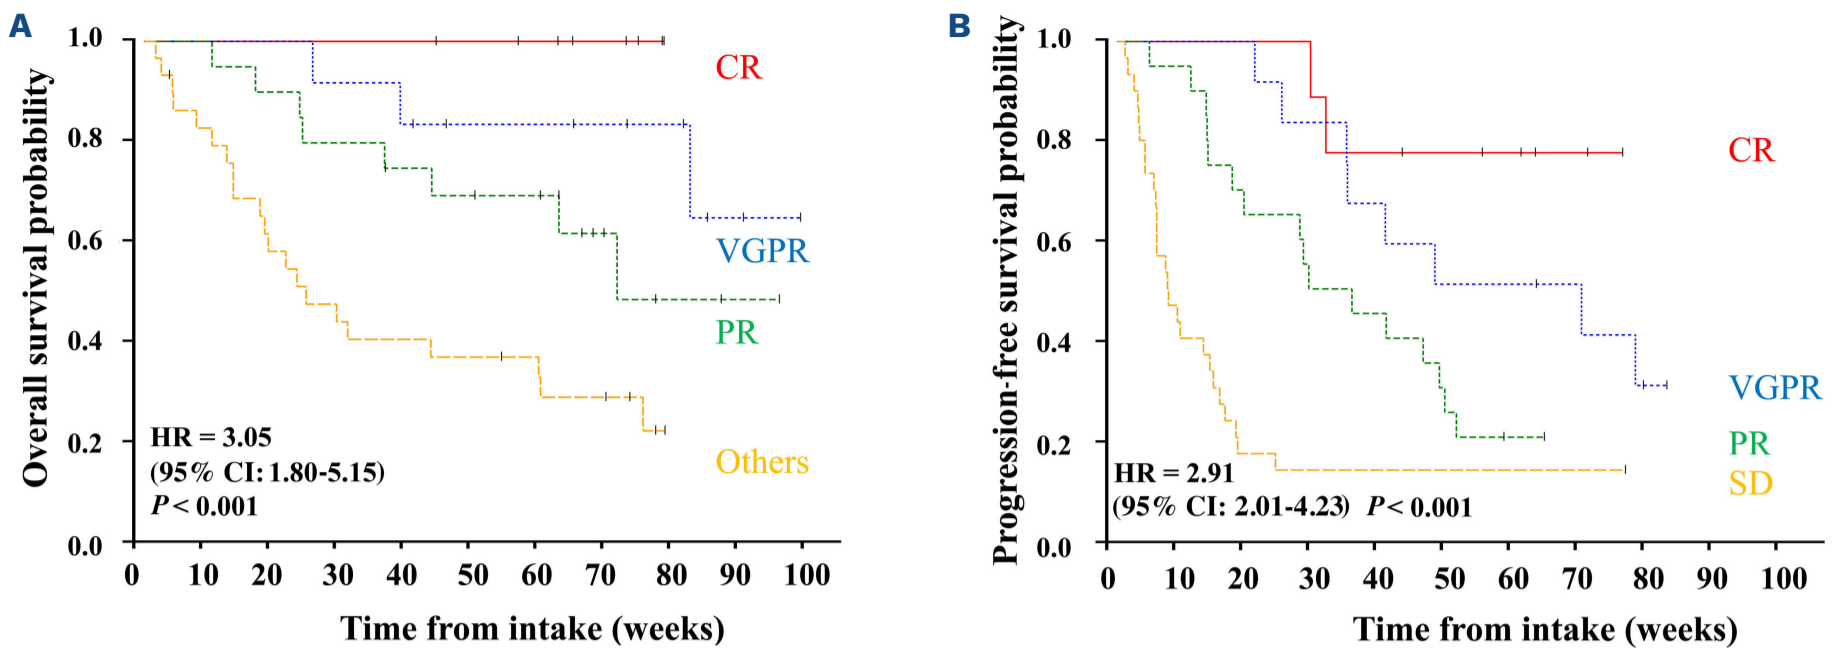 A
Overall survival probability
1.0
0.8
0.6
0.4
0.2
0.0
CR
VGPR
PR
Others
HR = 3.05
(95% CI: 1.80-5.15)
P < 0.001
0 10 20 30 40 50 60 70 80 90 100
Time from intake (weeks)
B
Progression-free survival probability
1.0
0.8
0.6
0.4
0.2
0.0
CR
VGPR
PR
SD
HR = 2.91
(95% CI: 2.01-4.23) P < 0.001
0 10 20 30 40 50 60 70 80 90 100
Time from intake (weeks)